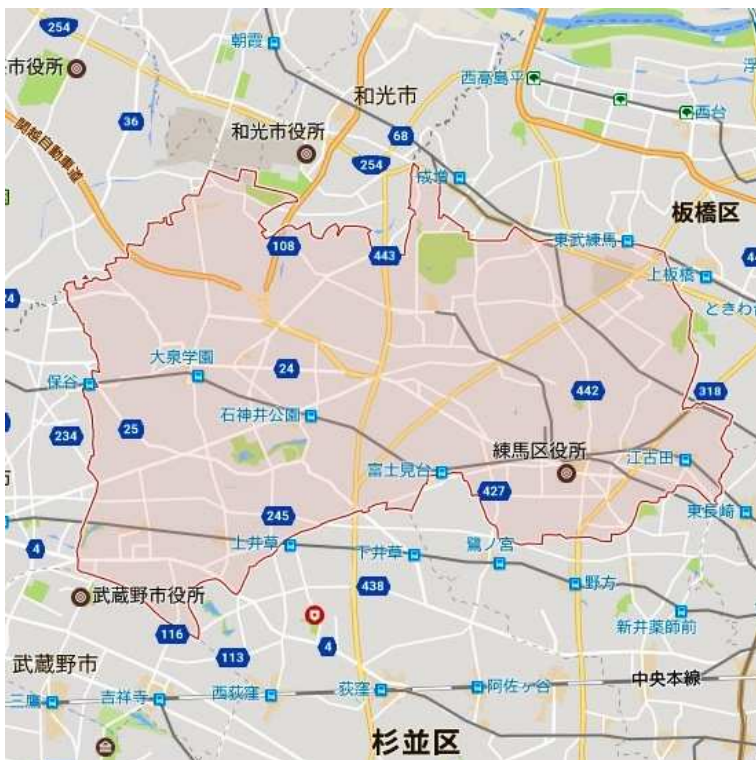 254
朝霞
市役所
西高島平
浮
36
和光市
西台
和光市役所
68
関越自動車道
254
成増
板橋区
東武練馬
108
443
上板橋
44
24
ときわ台
大泉学園
24
保谷
442
318
石神井公園
25
234
練馬区役所
江古田
富士見台
市
427
東長崎
245
上井草
下井草
鷺ノ宮
4
438
野方
武蔵野市役所
新井薬師前
116
4
113
武蔵野市
中央本線
三鷹
吉祥寺
西荻窪
荻窪
阿佐ヶ谷
杉並区